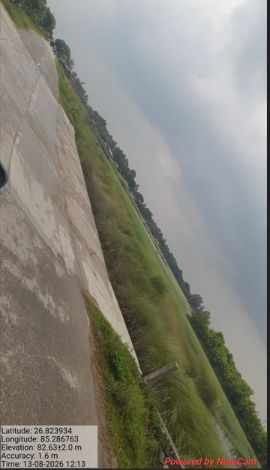 Latitude: 26.823934
Longitude: 85.286763
Elevation: 82.63±2.0 m
Accuracy: 1.6 m
Time: 13-08-2026 12:13
Powered by NoteCam